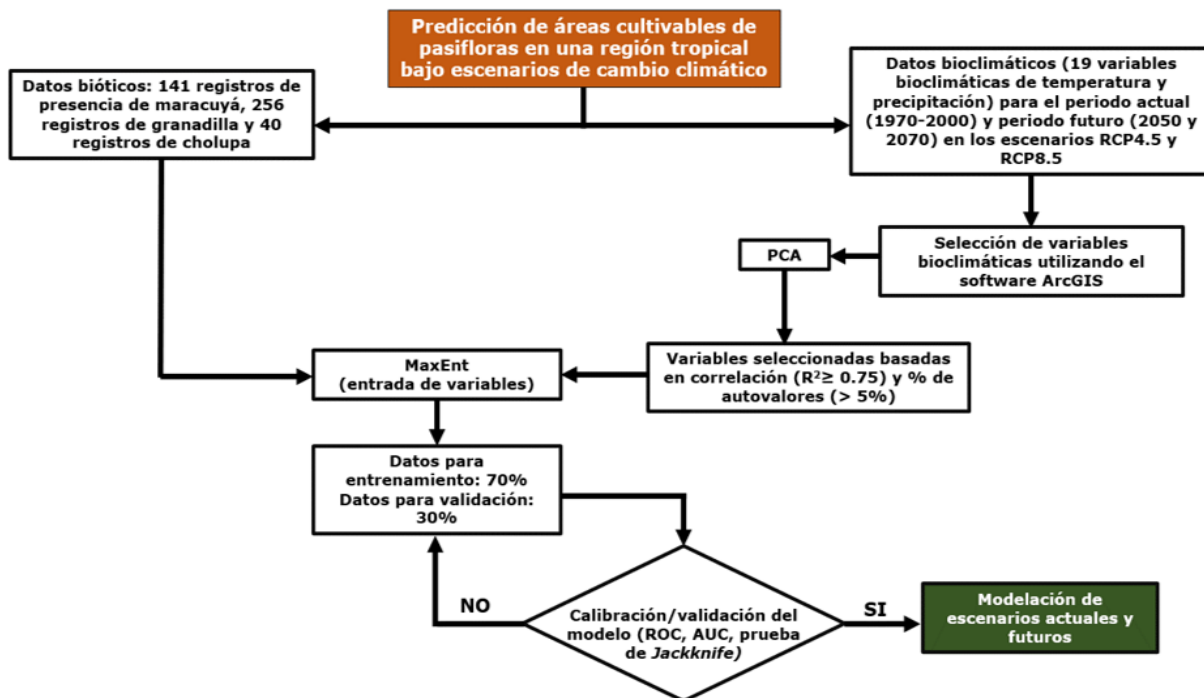 Predicción de áreas cultivables de
pasifloras en una región tropical
bajo escenarios de cambio climático
Datos bióticos: 141 registros de
presencia de maracuyá, 256
registros de granadilla y 40
registros de cholupa
Datos bioclimáticos (19 variables
bioclimáticas de temperatura y
precipitación) para el periodo actual
(1970-2000) y periodo futuro (2050 y
2070) en los escenarios RCP4.5 y
RCP8.5
Selección de variables
bioclimáticas utilizando el
software ArcGIS
PCA
Variables seleccionadas basadas
en correlación (R²≥ 0.75) y % de
autovalores (> 5%)
MaxEnt
(entrada de variables)
Datos para
entrenamiento: 70%
Datos para validación:
30%
Calibración/validación del
modelo (ROC, AUC, prueba
de Jackknife)
NO
SI
Modelación de
escenarios actuales y
futuros